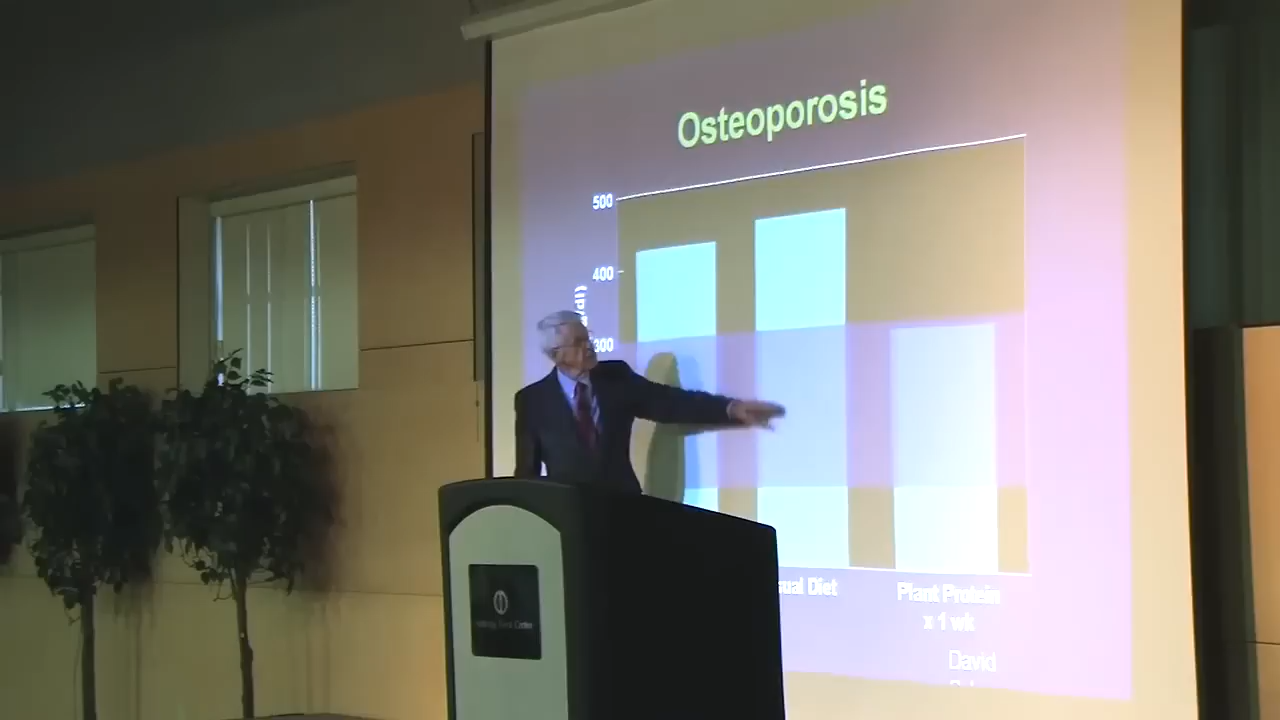 Osteoporosis
500
400
300
ual Diet
Plant Protein
x 1 wk
David